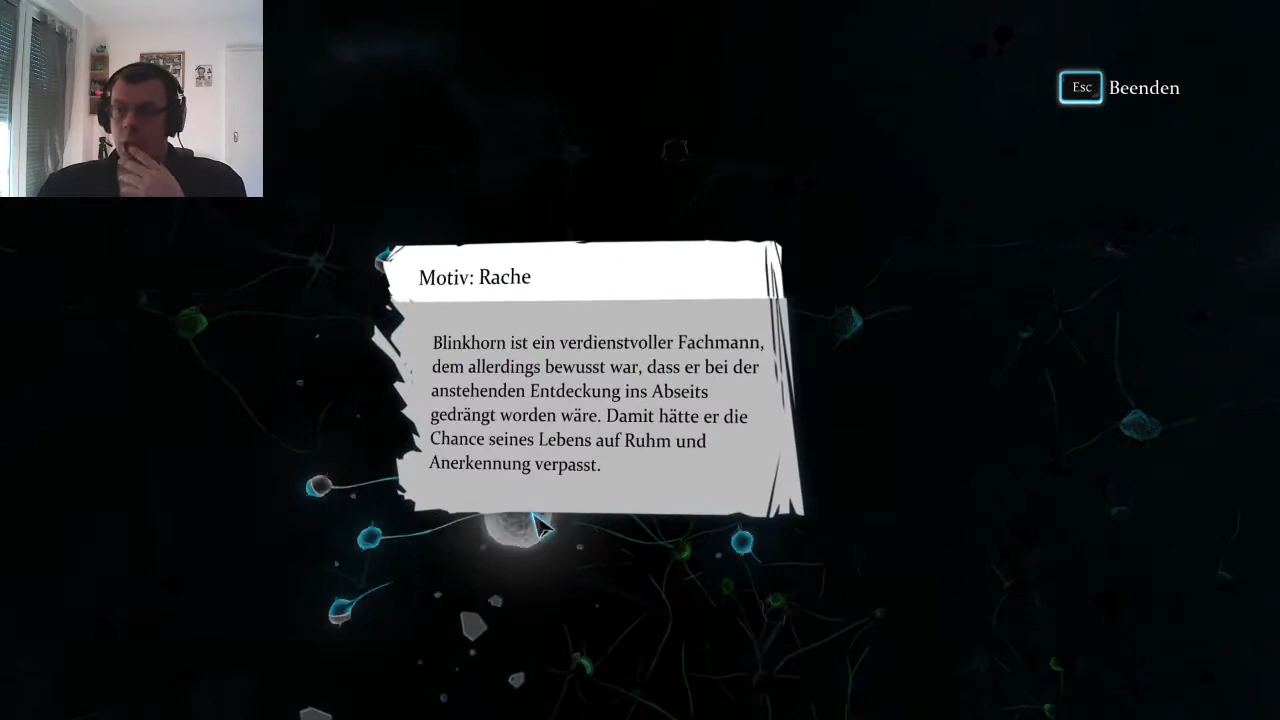 Esc Beenden
Motiv: Rache
Blinkhorn ist ein verdienstvoller Fachmann,
dem allerdings bewusst war, dass er bei der
anstehenden Entdeckung ins Abseits
gedrängt worden wäre. Damit hätte er die
Chance seines Lebens auf Ruhm und
Anerkennung verpasst.